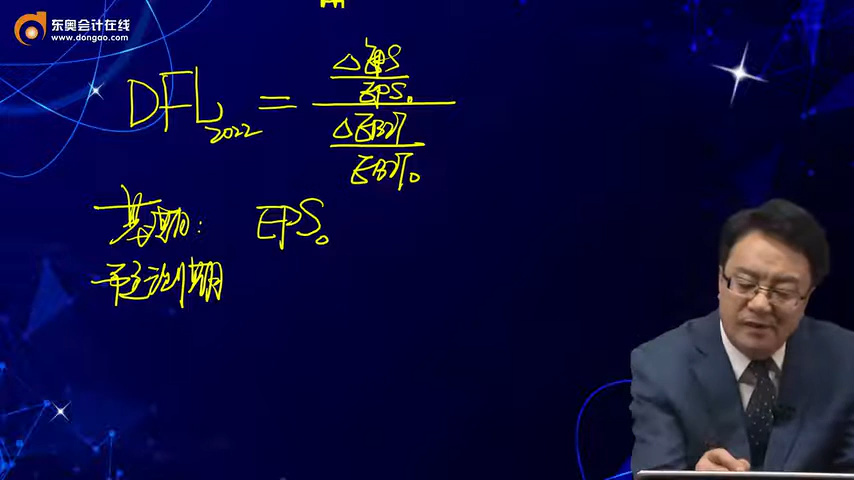 东奥会计在线
www.dongao.com
DFL2022 = 
ΔEPS
EPS0
ΔEBIT
EBIT0
基期: EPS0
预测期